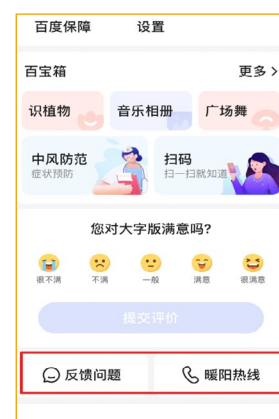 百度保障 设置
百宝箱 更多 >
识植物 音乐相册 广场舞
中风防范 扫码
症状预防 扫一扫就知道
您对大字版满意吗?
很不满 不满 一般 满意 很满意
提交评价
反馈问题 暖阳热线